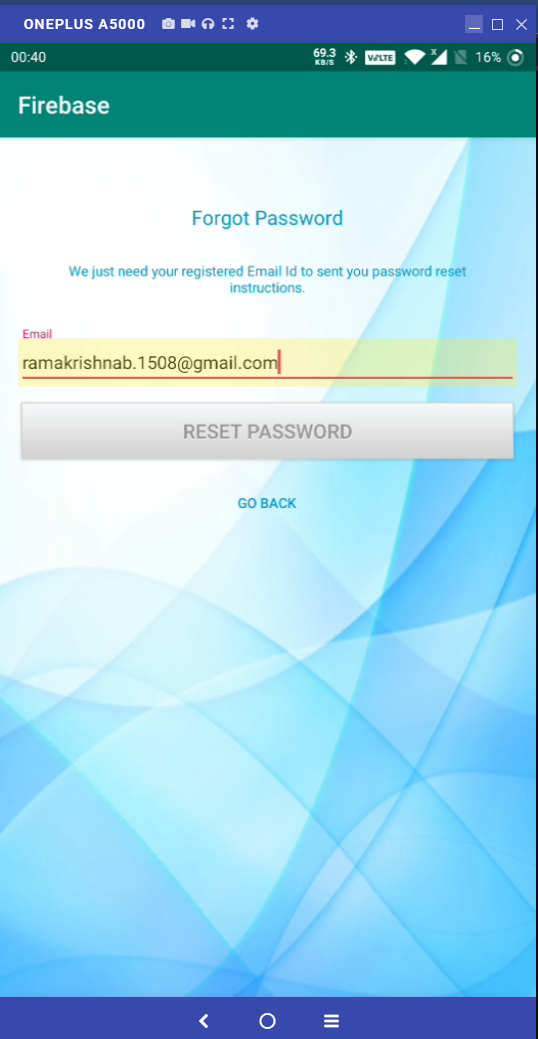 ONEPLUS A5000
00:40
69.3
KB/S
VoLTE
X
16%
Firebase
Forgot Password
We just need your registered Email Id to sent you password reset
instructions.
Email
ramakrishnab.1508@gmail.com
RESET PASSWORD
GO BACK